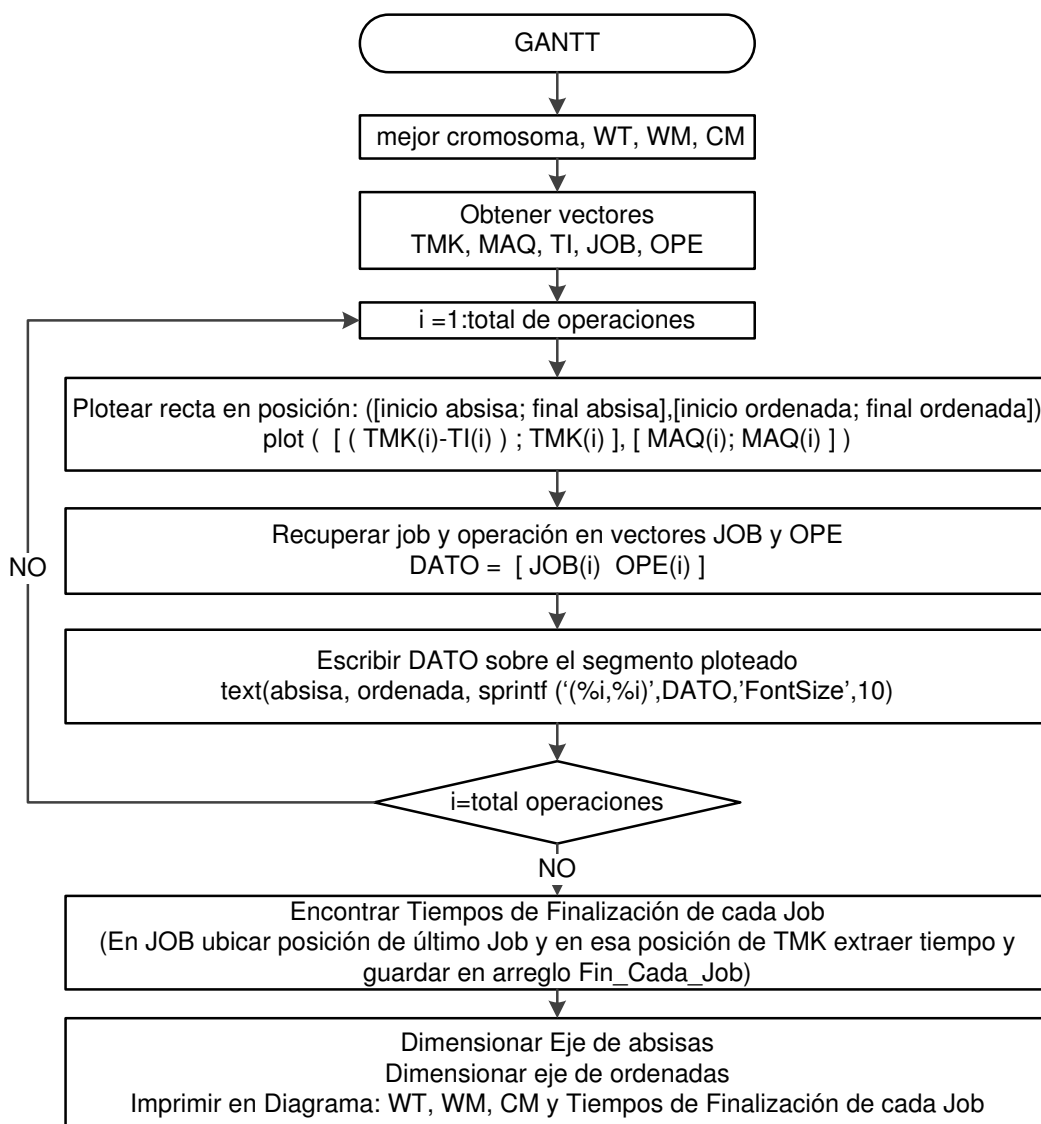 GANTT
mejor cromosoma, WT, WM, CM
Obtener vectores
TMK, MAQ, TI, JOB, OPE
i =1:total de operaciones
Plotear recta en posición: ([inicio absisa; final absisa],[inicio ordenada; final ordenada])
plot ( [ ( TMK(i)-TI(i) ) ; TMK(i) ], [ MAQ(i); MAQ(i) ] )
Recuperar job y operación en vectores JOB y OPE
DATO = [ JOB(i) OPE(i) ]
NO
Escribir DATO sobre el segmento ploteado
text(absisa, ordenada, sprintf (‘(%i,%i)’,DATO,’FontSize’,10)
i=total operaciones
NO
Encontrar Tiempos de Finalización de cada Job
(En JOB ubicar posición de último Job y en esa posición de TMK extraer tiempo y
guardar en arreglo Fin_Cada_Job)
Dimensionar Eje de absisas
Dimensionar eje de ordenadas
Imprimir en Diagrama: WT, WM, CM y Tiempos de Finalización de cada Job